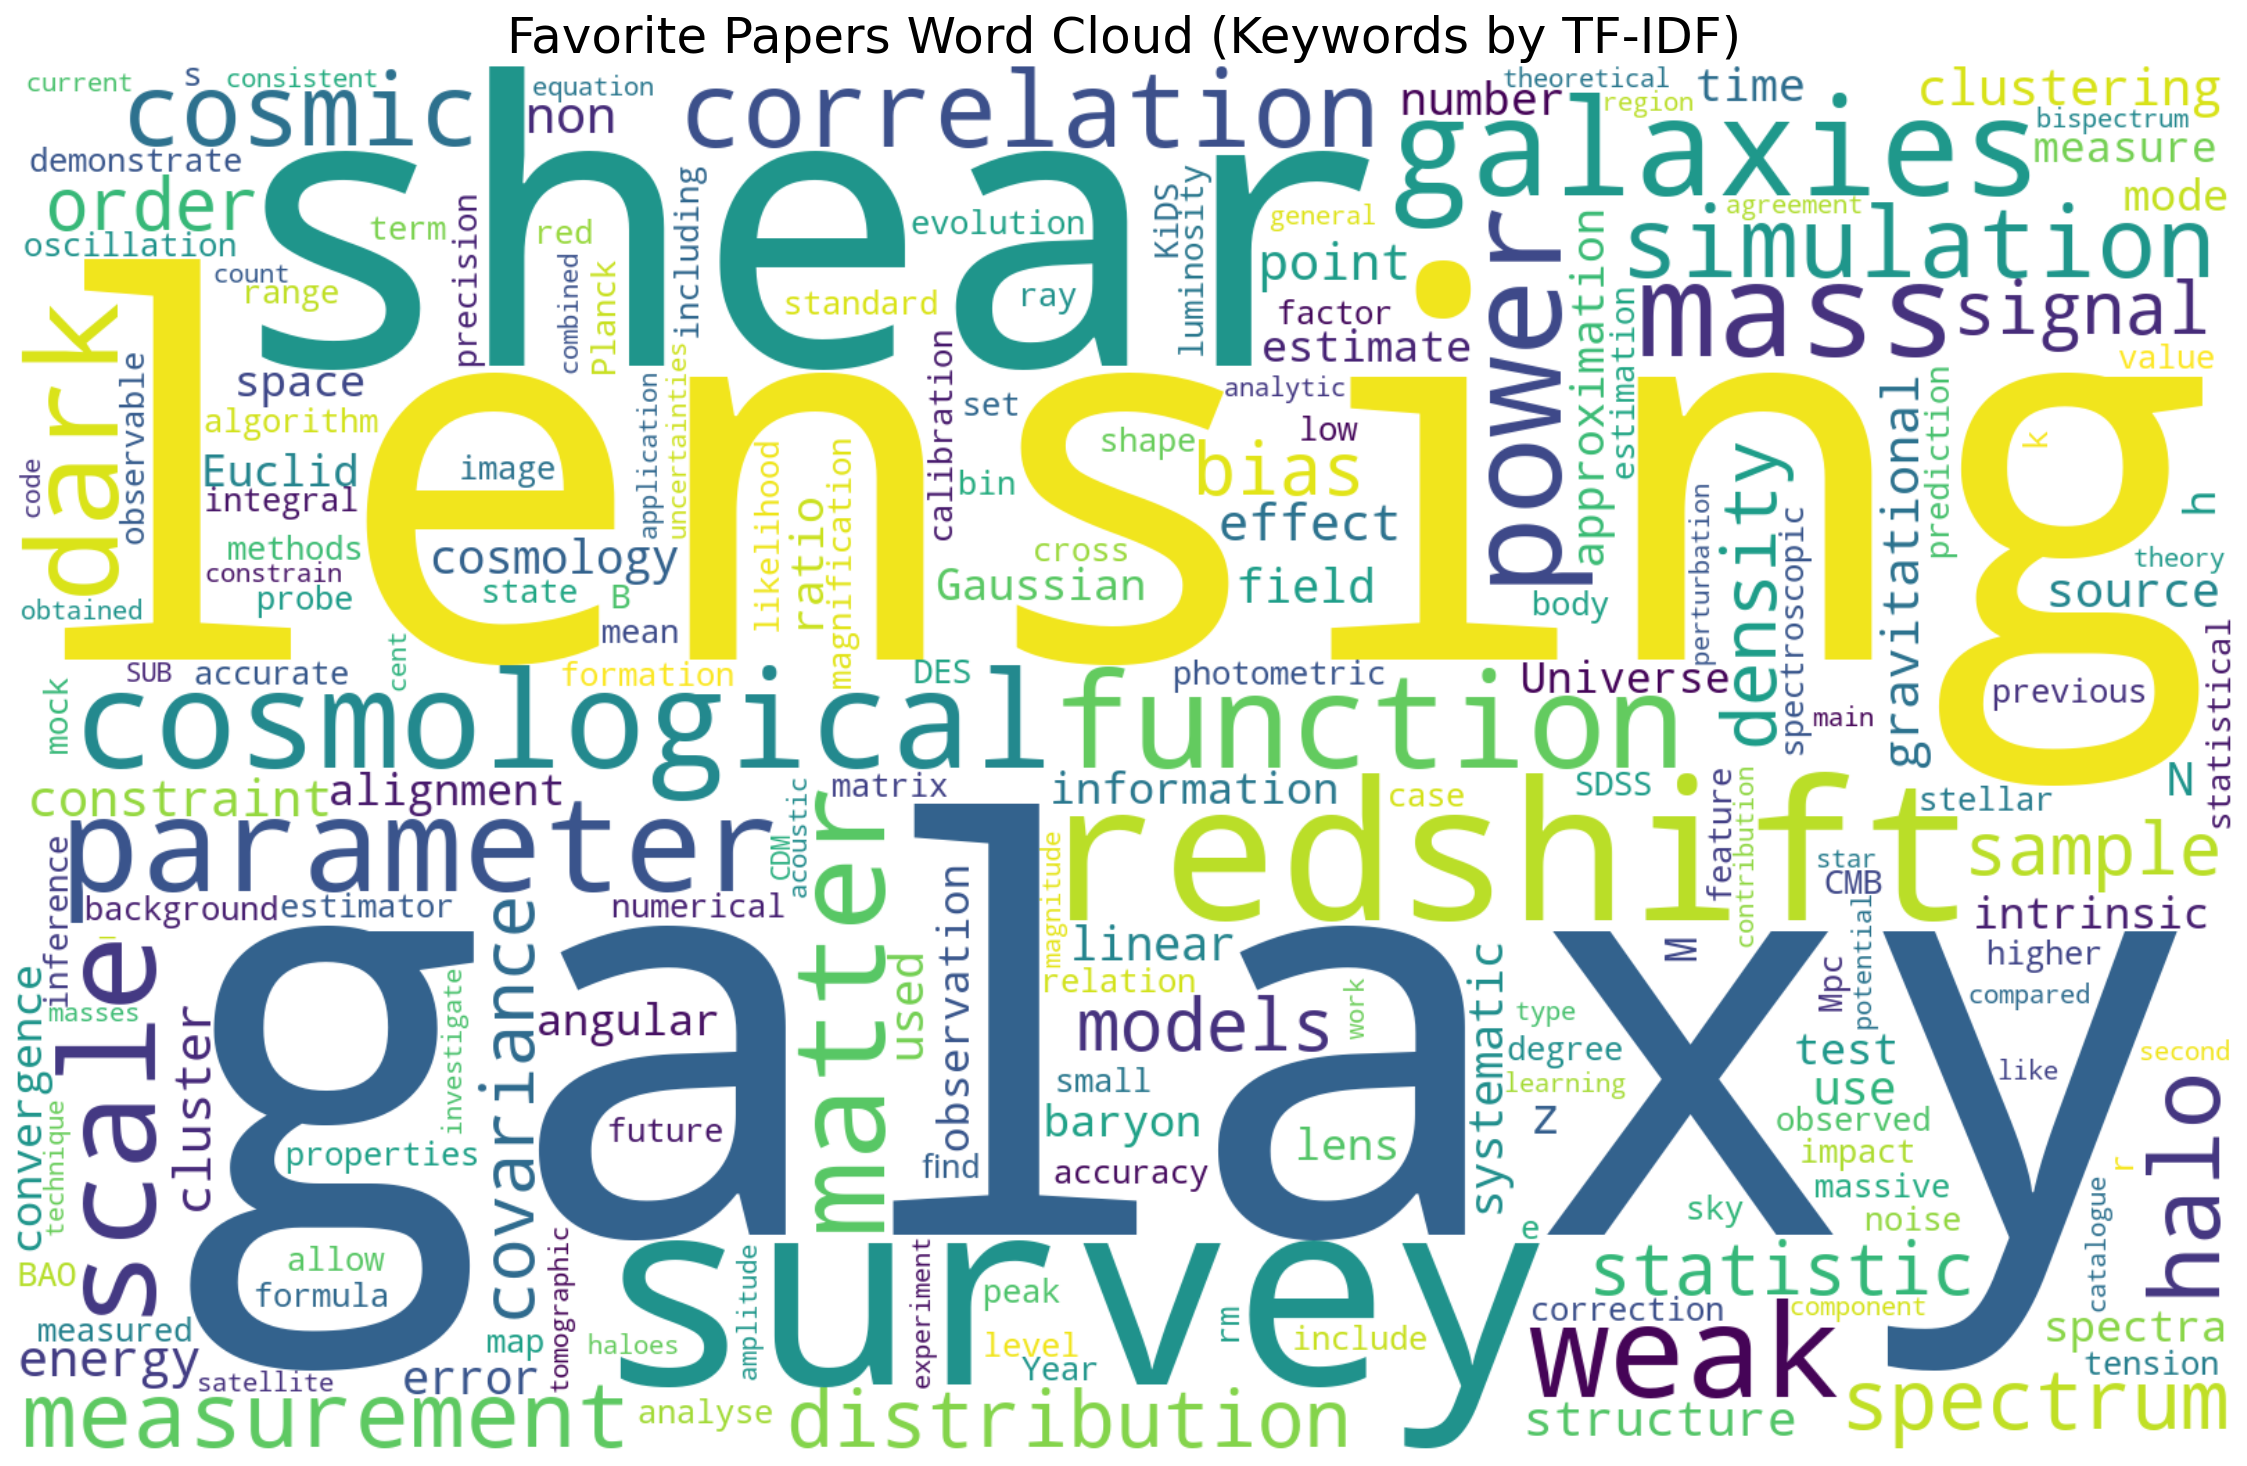 Favorite Papers Word Cloud (Keywords by TF-IDF)
current
s
consistent
equation
theoretical
time
clustering
cosmic
non
correlation
number
region
galaxies
bispectrum
measure
demonstrate
order
shear
precision
including
term
red
evolution
KiDS
luminosity
general
agreement
mode
oscillation
count
range
combined
Planck
standard
ray
point
factor
estimate
power
approximation
estimation
simulation
mass
signal
value
dark
observable
space
algorithm
code
Euclid
integral
image
application
uncertainties
lensing
likelihood
magnification
ratio
calibration
set
bin
shape
analytic
low
bias
effect
cross
Gaussian
field
methods
constrain
probe
cosmology
state
B
mean
obtained
body
perturbation
density
spectroscopic
gravitational
prediction
k
h
theory
source
SUB
accurate
cent
formation
DES
photometric
Universe
main
previous
statistical
mock
cosmological
function
constraint
alignment
matrix
information
case
SDSS
feature
contribution
N
stellar
parameter
CDM
acoustic
matter
redshift
sample
inference
background
estimator
numerical
observation
magnitude
star
CMB
potential
intrinsic
scale
galaxy
covariance
used
linear
relation
M
Mpc
higher
compared
convergence
masses
cluster
investigate
angular
models
work
systematic
type
degree
learning
test
use
like
second
technique
properties
future
find
small
baryon
accuracy
lens
Z
observed
impact
massive
noise
sky
r
halo
catalogue
BAO
allow
formula
tomographic
survey
amplitude
experiment
peak
level
Year
rm
include
e
statistic
correction
component
measured
energy
satellite
error
map
haloes
weak
spectra
tension
measurement
analyse
distribution
structure
spectrum